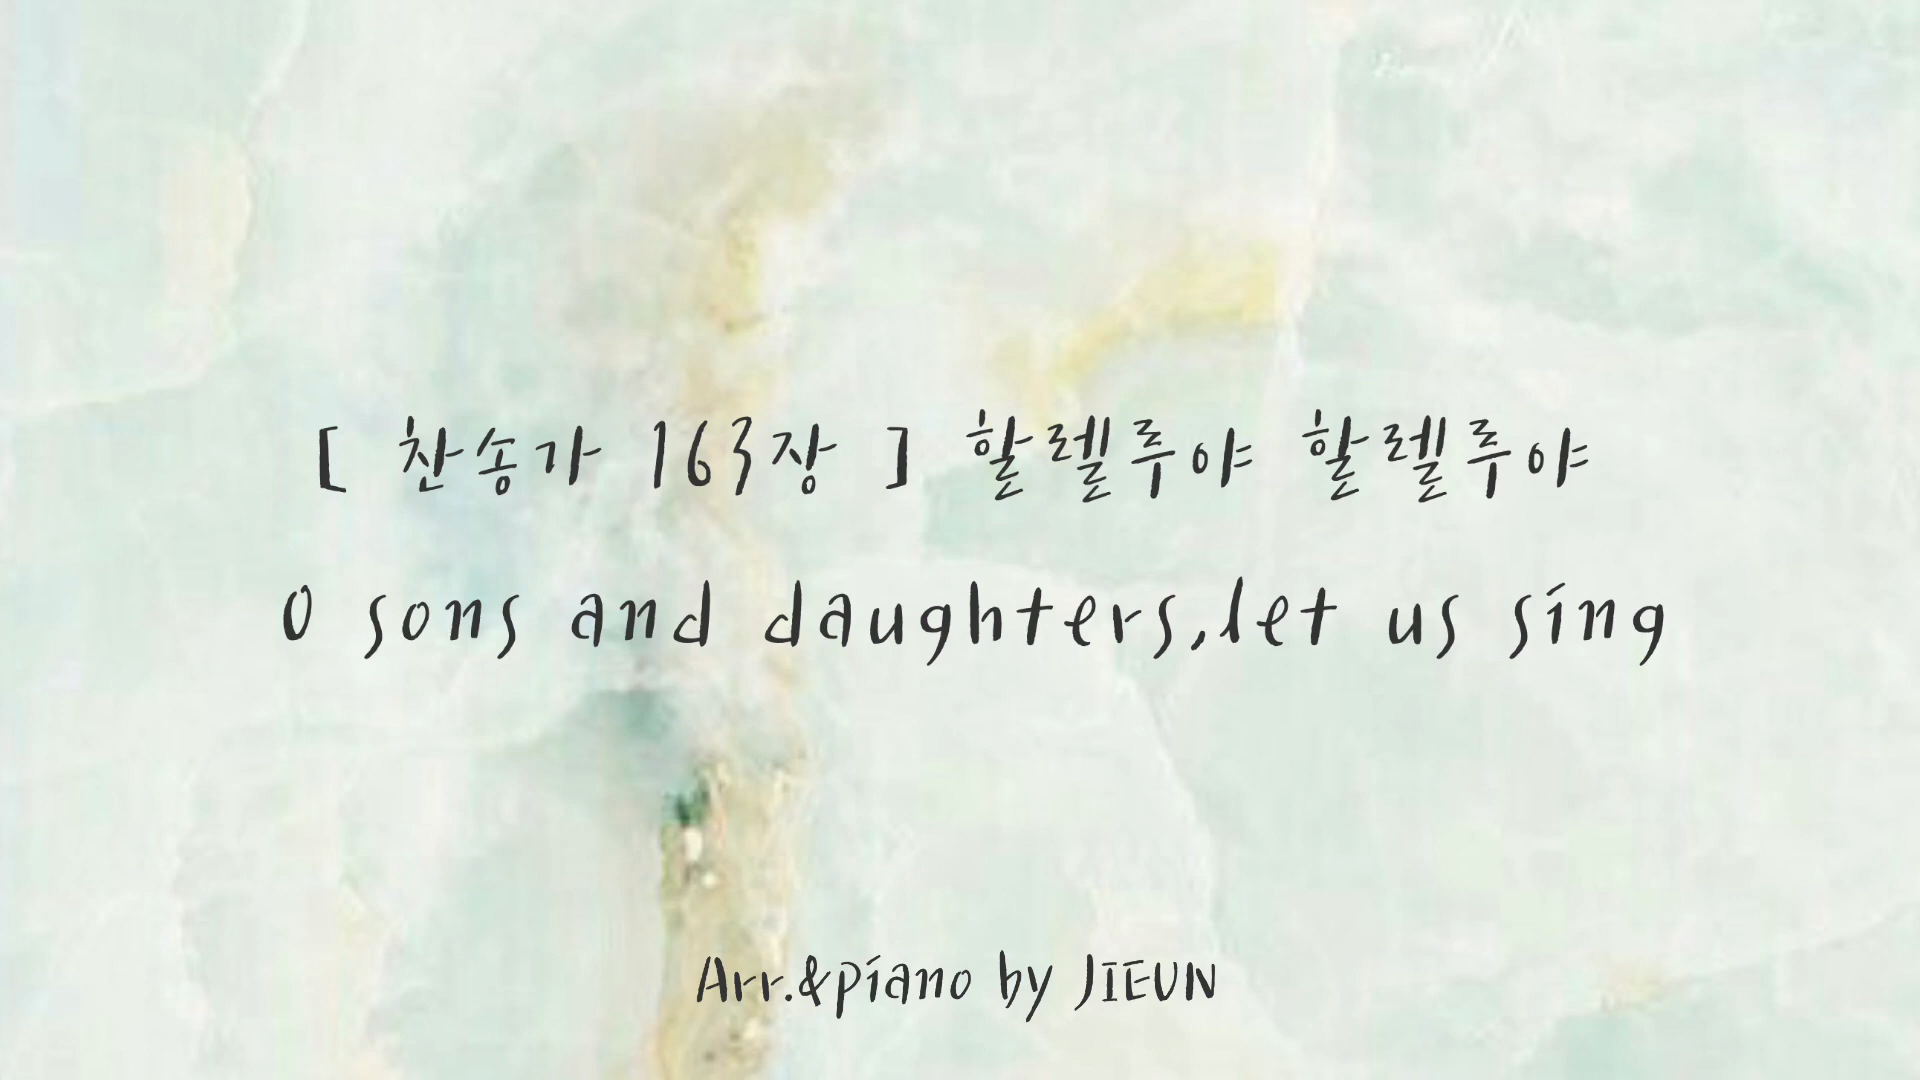 [ 찬송가 163장 ] 할렐루야 할렐루야
O sons and daughters,let us sing
Arr.&piano by JIEUN